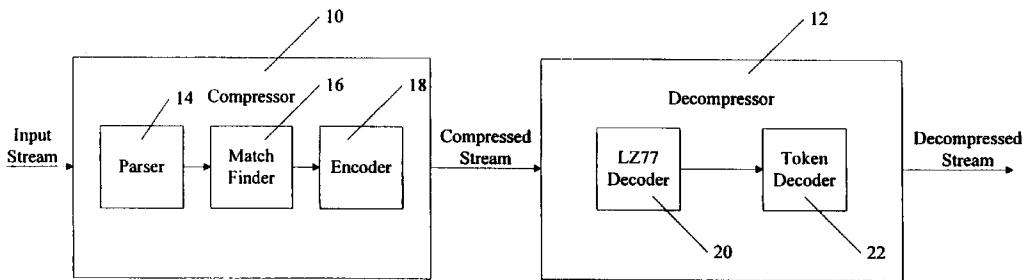 10
12
Compressor
14
16
18
Decompressor
Input
Stream
Parser
Match
Finder
Encoder
Compressed
Stream
LZ77
Decoder
Token
Decoder
Decompressed
Stream
20
22